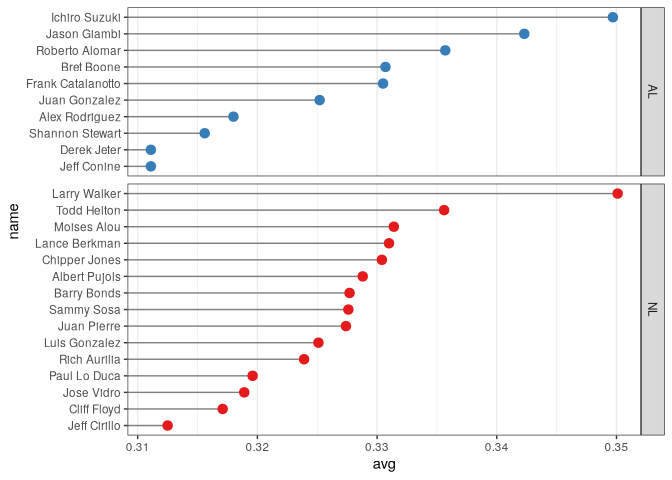 Ichiro Suzuki
Jason Giambi
Roberto Alomar
Bret Boone
Frank Catalanotto
Juan Gonzalez
Alex Rodriguez
Shannon Stewart
Derek Jeter
Jeff Conine
AL
Larry Walker
Todd Helton
Moises Alou
Lance Berkman
Chipper Jones
Albert Pujols
Barry Bonds
Sammy Sosa
Juan Pierre
Luis Gonzalez
Rich Aurilia
Paul Lo Duca
Jose Vidro
Cliff Floyd
Jeff Cirillo
NL
name
0.31 0.32 0.33 0.34 0.35
avg